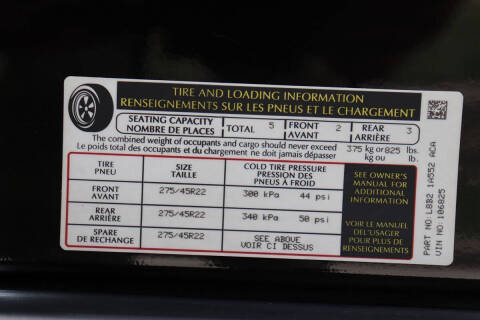 TIRE AND LOADING INFORMATION
RENSEIGNEMENTS SUR LES PNEUS ET LE CHARGEMENT
SEATING CAPACITY
NOMBRE DE PLACES
TOTAL 5
FRONT
AVANT
2
REAR
ARRIÈRE
3
The combined weight of occupants and cargo should never exceed 375 kg or 825 lbs.
Le poids total des occupants et du chargement ne doit jamais dépasser kg ou lb.
TIRE
PNEU
SIZE
TAILLE
COLD TIRE PRESSURE
PRESSION DES
PNEUS À FROID
FRONT
AVANT
275/45R22
300 kPa 44 psi
REAR
ARRIÈRE
275/45R22
340 kPa 50 psi
SPARE
DE RECHANGE
275/45R22
SEE ABOVE
VOIR CI DESSUS
SEE OWNER'S
MANUAL FOR
ADDITIONAL
INFORMATION
VOIR LE MANUEL
DEL'USAGER
POUR PLUS DE
RENSEIGNEMENTS
PART NO:L8B2 1A552 ACA
VIN NO:106825